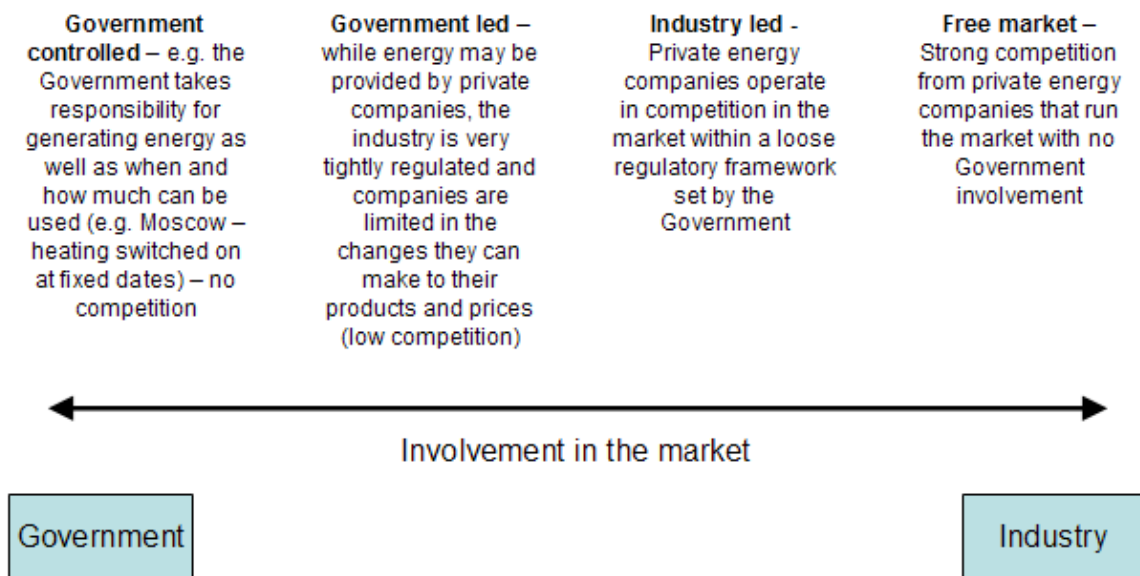 Government
controlled – e.g. the
Government takes
responsibility for
generating energy as
well as when and
how much can be
used (e.g. Moscow –
heating switched on
at fixed dates) – no
competition
Government led –
while energy may be
provided by private
companies, the
industry is very
tightly regulated and
companies are
limited in the
changes they can
make to their
products and prices
(low competition)
Industry led -
Private energy
companies operate
in competition in the
market within a loose
regulatory framework
set by the
Government
Free market –
Strong competition
from private energy
companies that run
the market with no
Government
involvement
Involvement in the market
Government
Industry